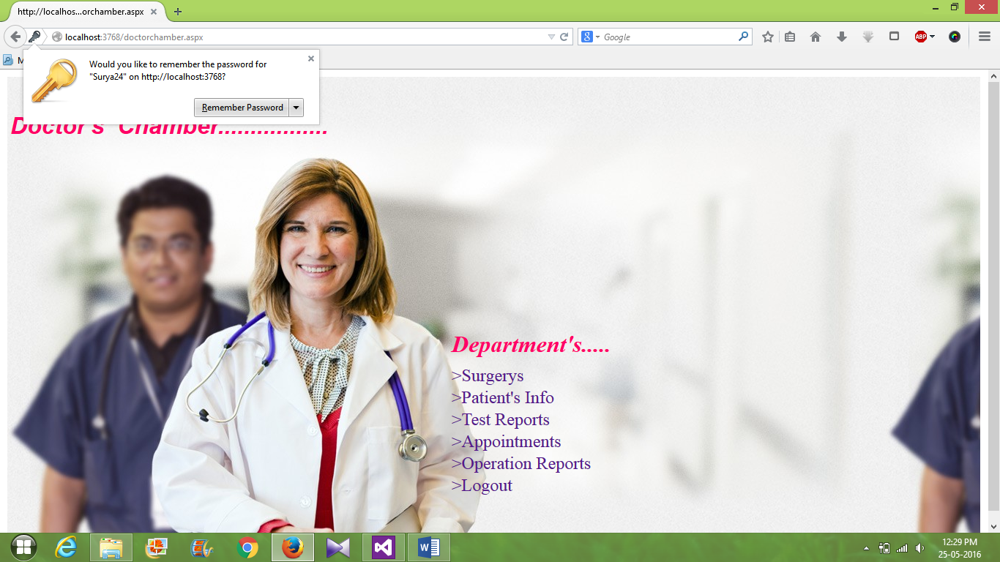 http://localhos...orchamber.aspx
localhost:3768/doctorchamber.aspx
Google
ABP
M
Would you like to remember the password for
"Surya24" on http://localhost:3768?
Remember Password
Doctor's Chamber.................
Department's.....
>Surgerys
>Patient's Info
>Test Reports
>Appointments
>Operation Reports
>Logout
12:29 PM
25-05-2016